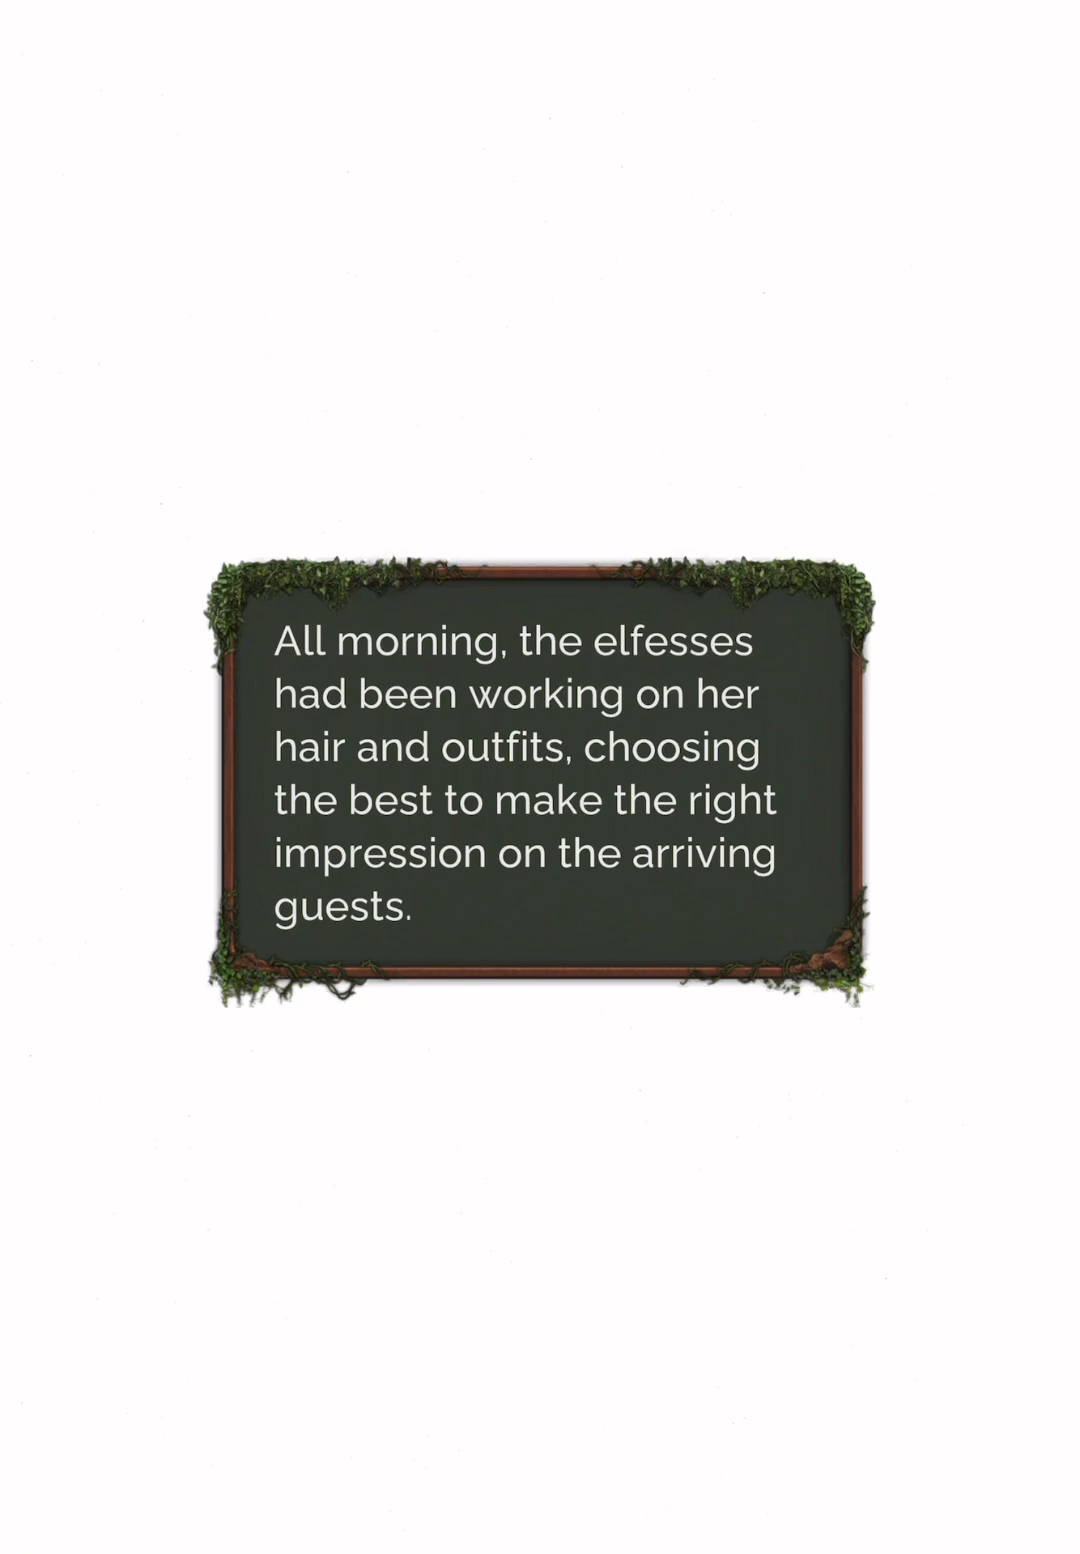 All morning, the elfesses
had been working on her
hair and outfits, choosing
the best to make the right
impression on the arriving
guests.